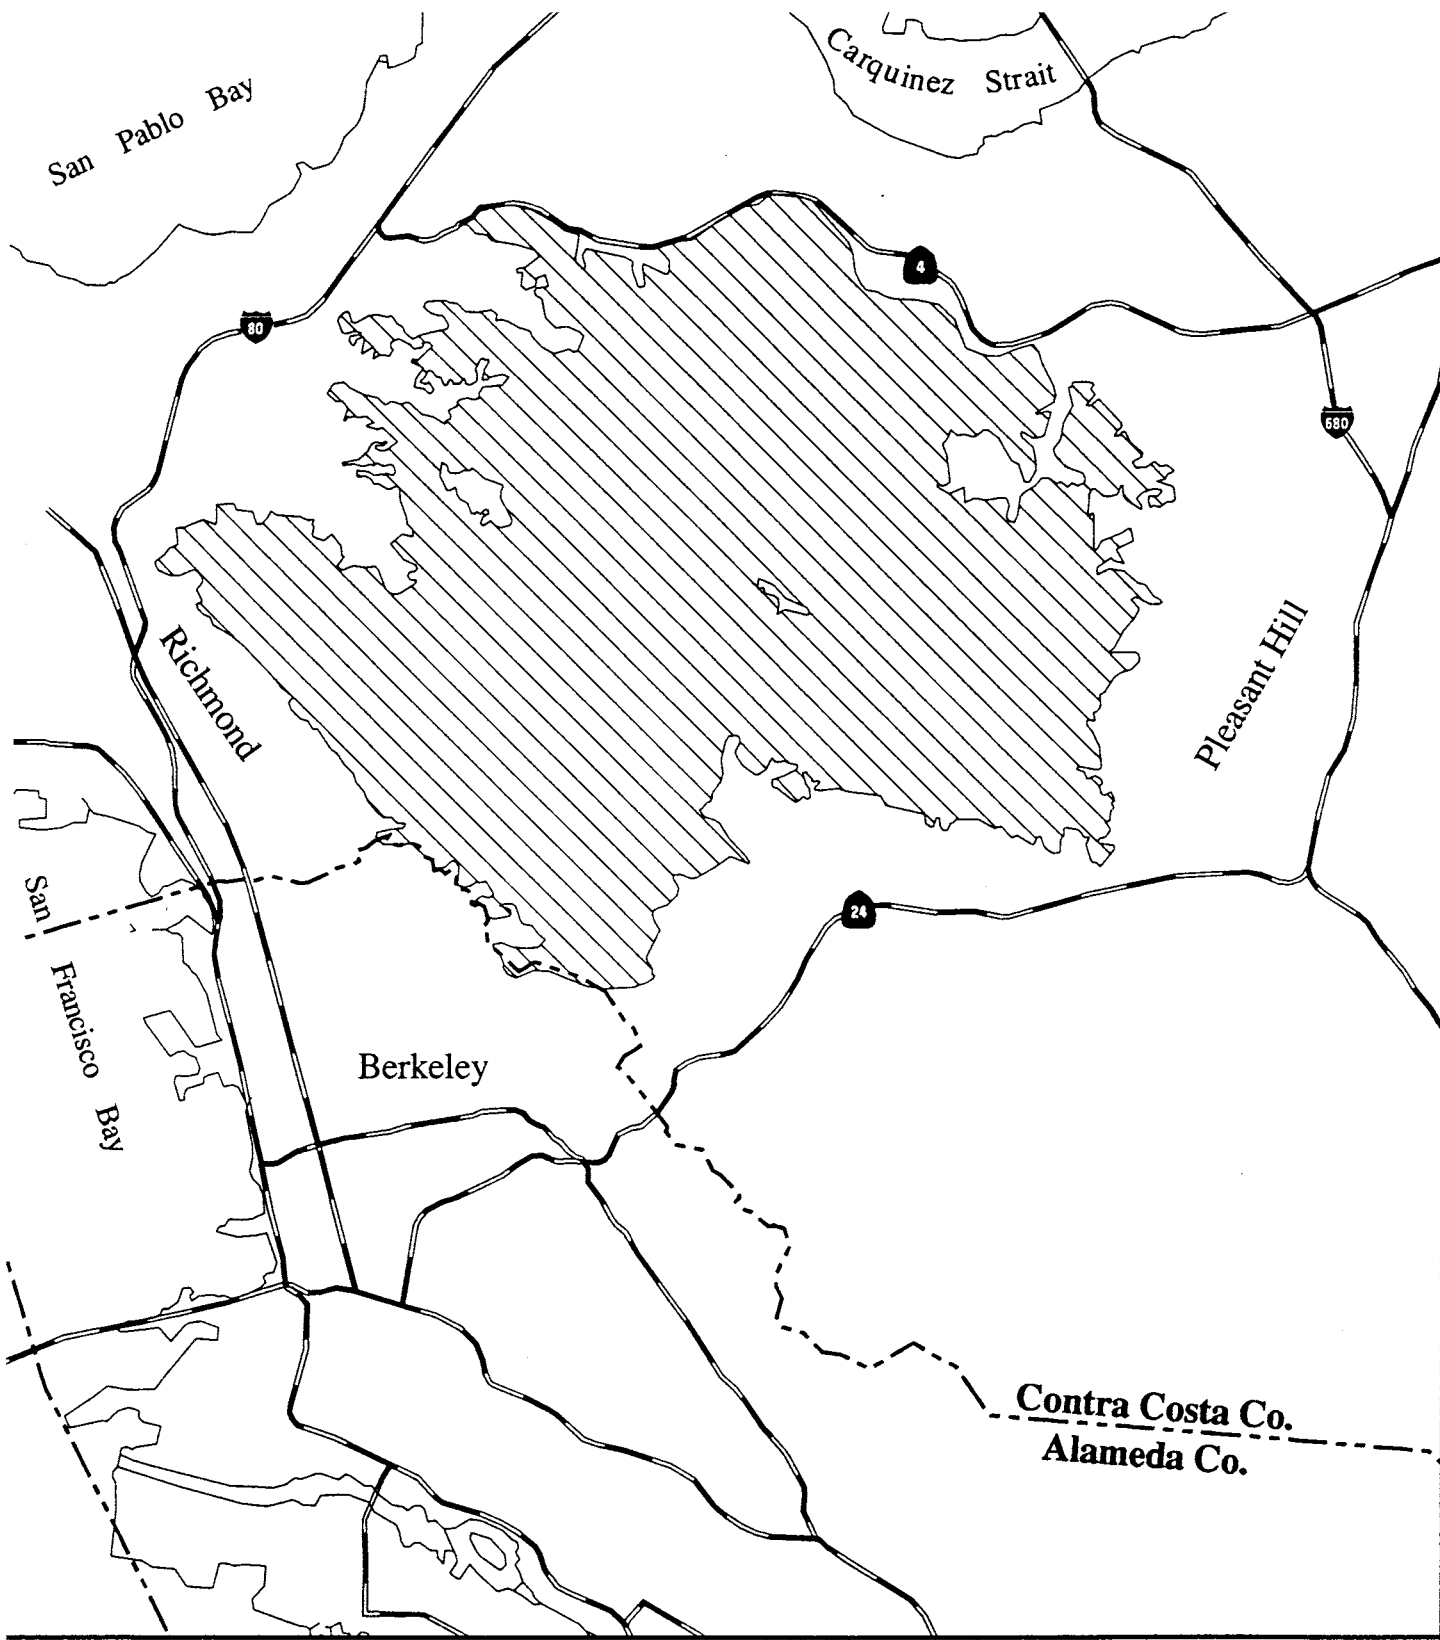 Carquinez Strait
San Pablo Bay
4
80
680
Richmond
Pleasant Hill
24
San Francisco Bay
Berkeley
Contra Costa Co.
Alameda Co.